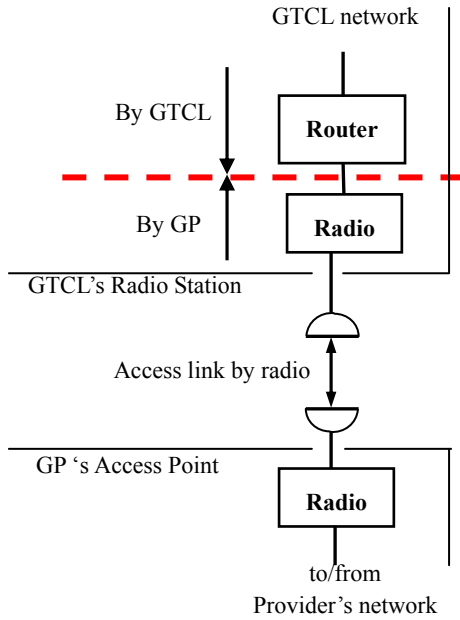 GTCL network
By GTCL
Router
By GP
Radio
GTCL's Radio Station
Access link by radio
GP ‘s Access Point
Radio
to/from
Provider's network